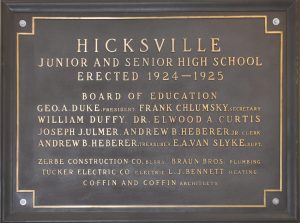 HICKSVILLE
JUNIOR AND SENIOR HIGH SCHOOL
ERECTED 1924—1925
BOARD OF EDUCATION
GEO. A. DUKE, PRESIDENT FRANK CHLUMSKY, SECRETARY
WILLIAM DUFFY, DR. ELWOOD A CURTIS
JOSEPH J. ULMER, ANDREW B. HEBERER JR. CLERK
ANDREW B. HEBERER, TREASURER E.A. VAN SLYKE, SUPT.
ZERBE CONSTRUCTION CO. BLDRS. BRAUN BROS. PLUMBING
TUCKER ELECTRIC CO. ELECTRIC L. J. BENNETT HEATING
COFFIN AND COFFIN ARCHITECTS